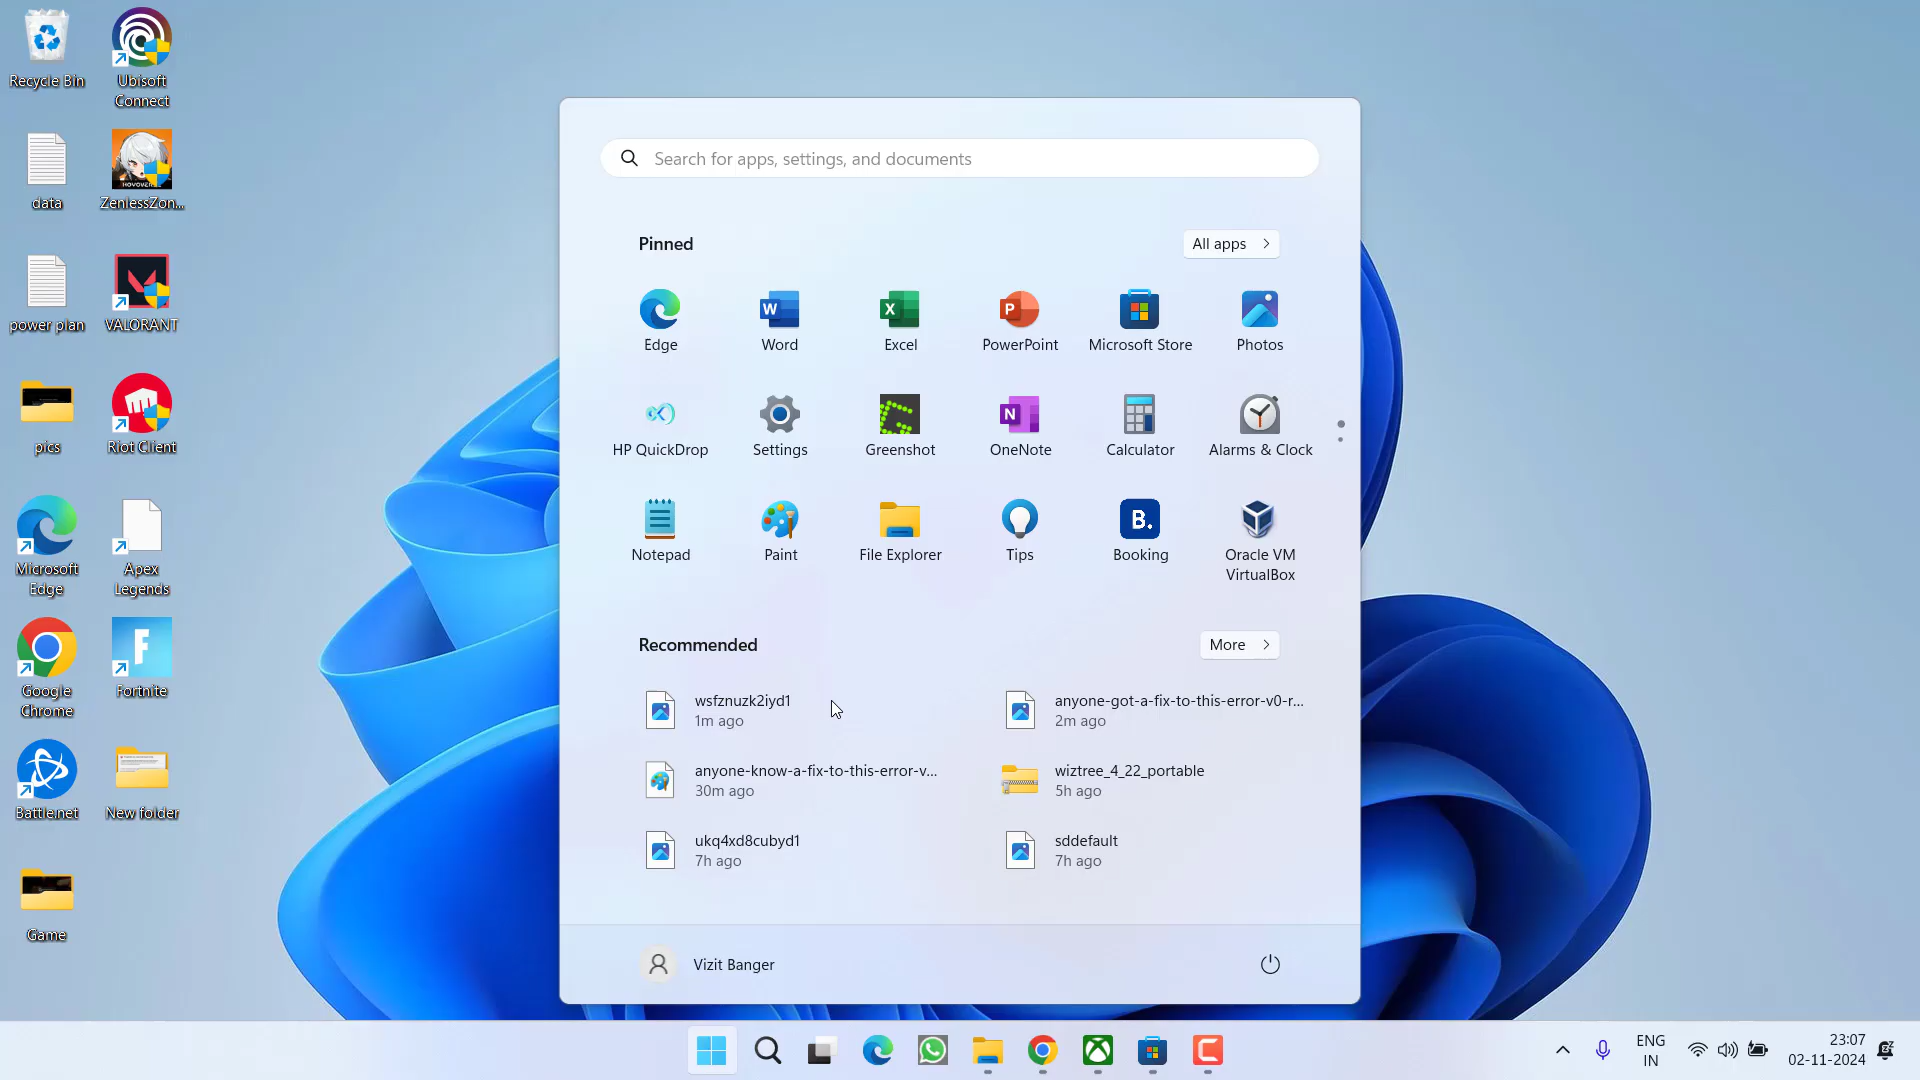 Recycle Bin
Ubisoft
Connect
data
HOYOVERSE
ZenlessZon...
power plan
VALORANT
pics
Riot Client
Microsoft
Edge
Apex
Legends
Google
Chrome
F
Fortnite
Battle.net
New folder
Game
Search for apps, settings, and documents
Pinned
All apps
Edge
W
Word
X
Excel
P
PowerPoint
Microsoft Store
Photos
HP QuickDrop
Settings
G
Greenshot
N
OneNote
Calculator
Alarms & Clock
Notepad
Paint
File Explorer
Tips
B.
Booking
Oracle VM
VirtualBox
Recommended
More
wsfznuzk2iyd1
1m ago
anyone-got-a-fix-to-this-error-v0-r...
2m ago
anyone-know-a-fix-to-this-error-v...
30m ago
wiztree_4_22_portable
5h ago
ukq4xd8cubyd1
7h ago
sddefault
7h ago
Vizit Banger
ENG
IN
23:07
02-11-2024